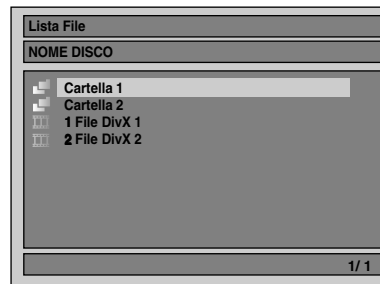 Lista File
NOME DISCO
Cartella 1
Cartella 2
1 File DivX 1
2 File DivX 2
1/ 1